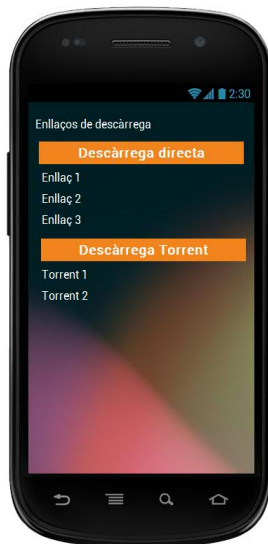 2:30
Enllaços de descàrrega
Descàrrega directa
Enllaç 1
Enllaç 2
Enllaç 3
Descàrrega Torrent
Torrent 1
Torrent 2